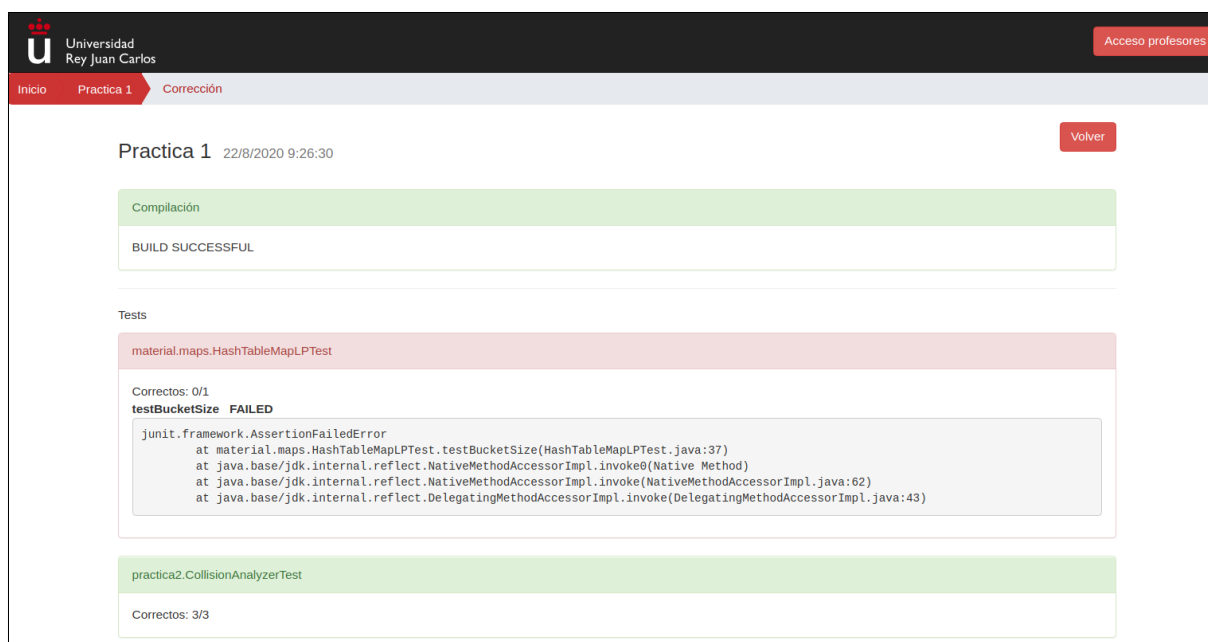 Universidad
Rey Juan Carlos
Acceso profesores
Inicio Practica 1 Corrección
Practica 1 22/8/2020 9:26:30
Volver
Compilación
BUILD SUCCESSFUL
Tests
material.maps.HashTableMapLPTest
Correctos: 0/1
testBucketSize FAILED
junit.framework.AssertionFailedError
at material.maps.HashTableMapLPTest.testBucketSize(HashTableMapLPTest.java:37)
at java.base/jdk.internal.reflect.NativeMethodAccessorImpl.invoke0(Native Method)
at java.base/jdk.internal.reflect.NativeMethodAccessorImpl.invoke(NativeMethodAccessorImpl.java:62)
at java.base/jdk.internal.reflect.DelegatingMethodAccessorImpl.invoke(DelegatingMethodAccessorImpl.java:43)
practica2.CollisionAnalyzerTest
Correctos: 3/3